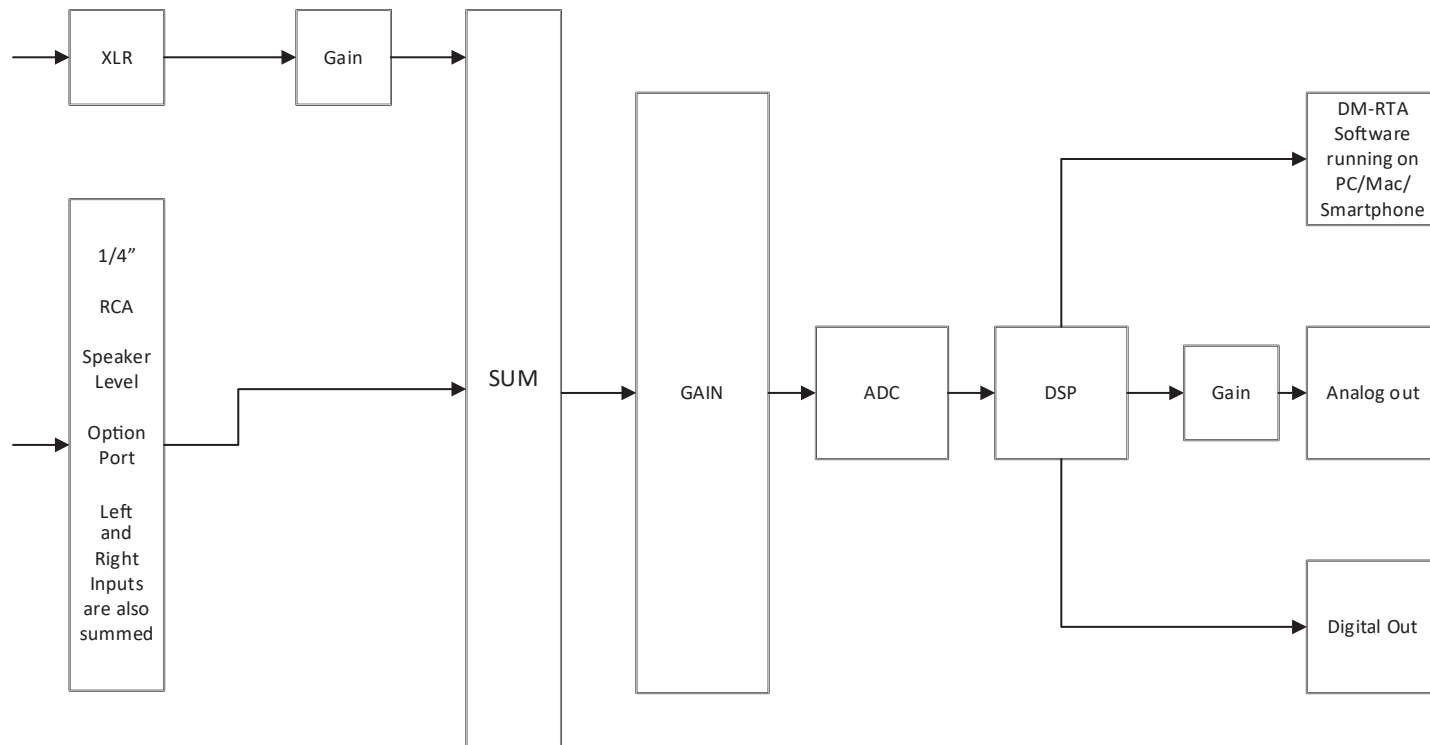 XLR
Gain
1/4”
RCA
Speaker
Level
Option
Port
Left
and
Right
Inputs
are also
summed
SUM
GAIN
ADC
DSP
Gain
DM-RTA
Software
running on
PC/Mac/
Smartphone
Analog out
Digital Out